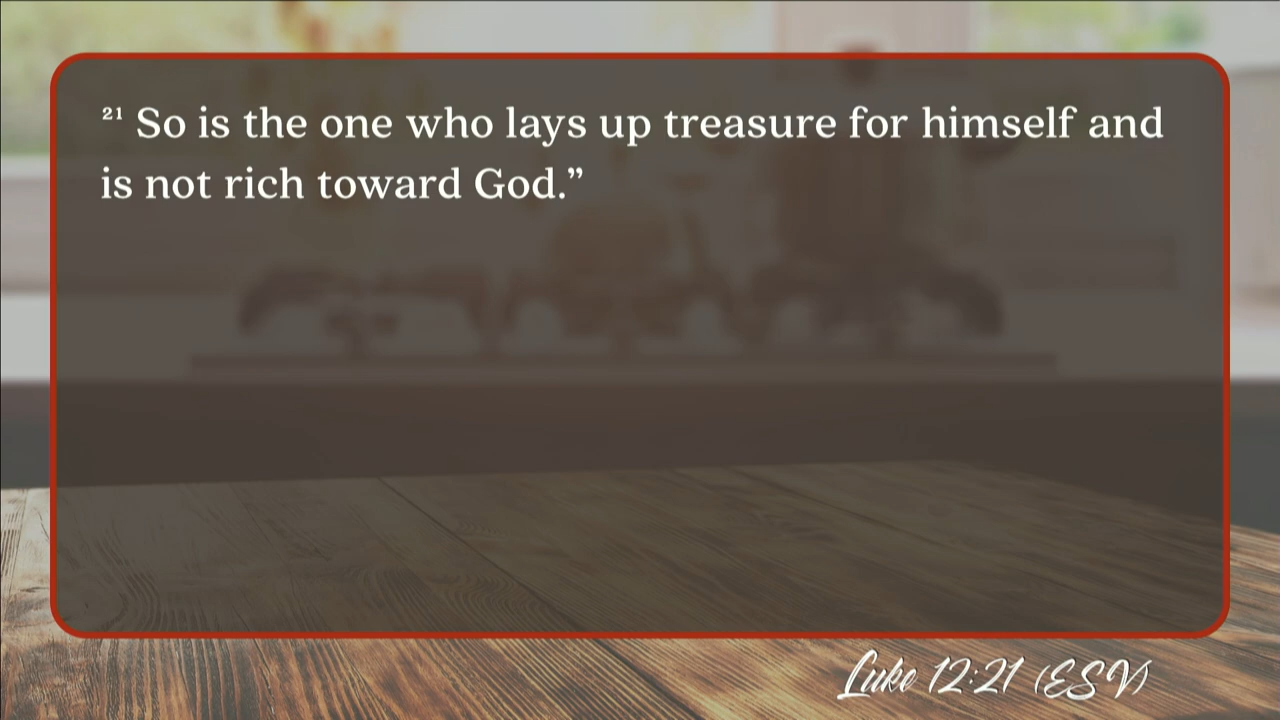 ²¹ So is the one who lays up treasure for himself and
is not rich toward God.”
Luke 12:21 (ESV)